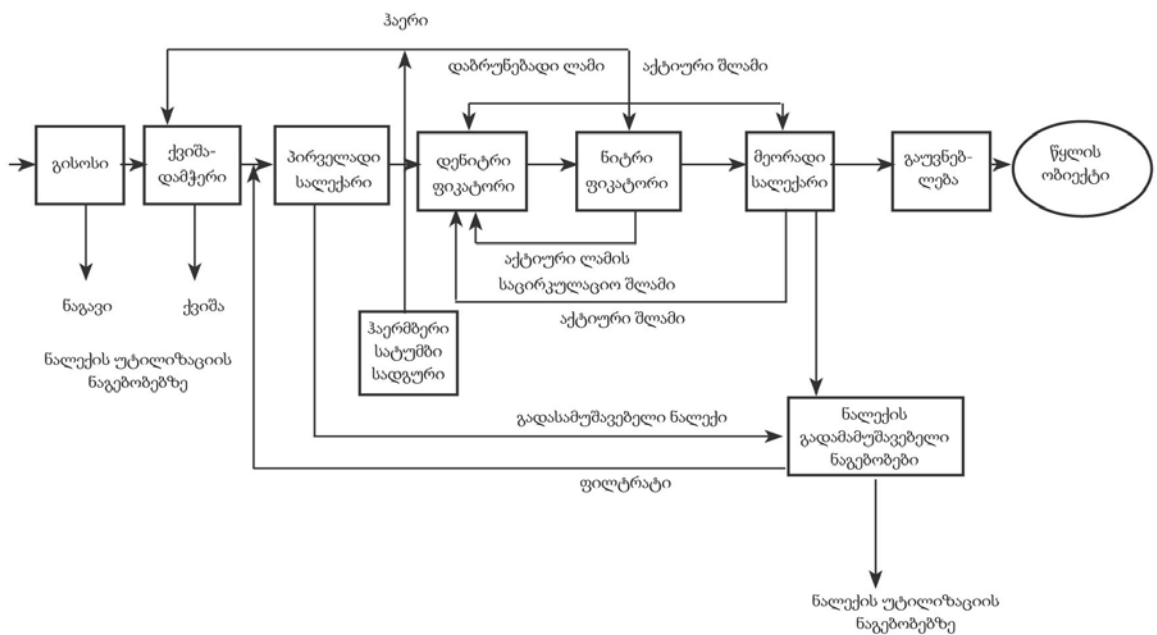 ჰაერი
დაბრუნებადი ლამი
აქტიური შლამი
გისოსი
ქვიშა-
დამჭერი
პირველადი
სალექარი
დენიტრი
ფიკატორი
ნიტრი
ფიკატორი
მეორადი
სალექარი
გაუვნებ-
ლება
წყლის
ობიექტი
აქტიური ლამის
საცირკულაციო შლამი
აქტიური შლამი
ნაგავი
ქვიშა
ნალექის უტილიზაციის
ნაგებობებზე
ჰაერმბერი
სატუმბი
სადგური
გადასამუშავებელი ნალექი
ნალექის
გადამამუშავებელი
ნაგებობები
ფილტრატი
ნალექის უტილიზაციის
ნაგებობებზე